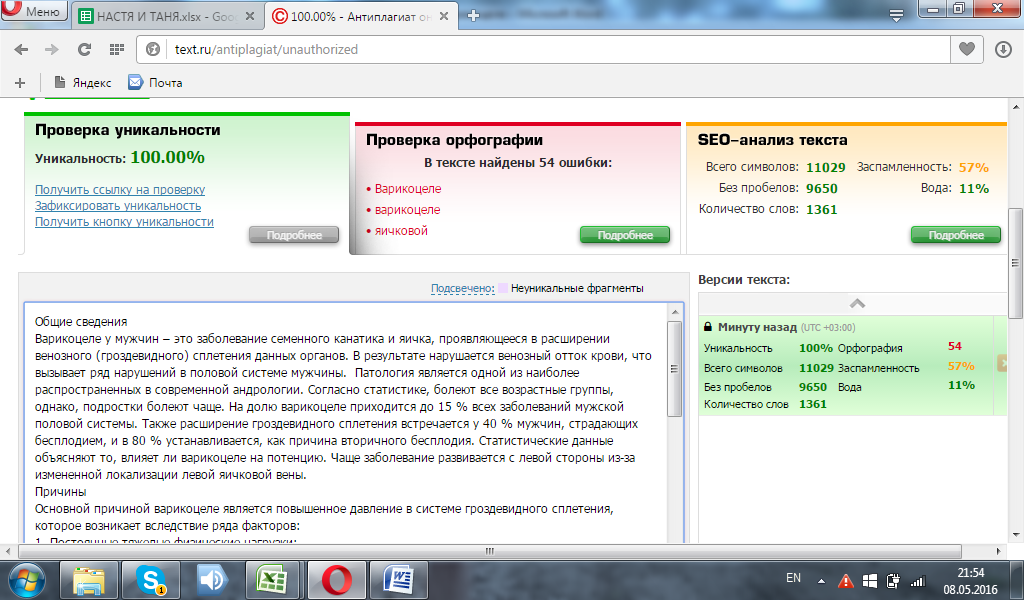 Меню
НАСТЯ И ТАНЯ.xlsx - Goo
100.00% - Антиплагиат он
text.ru/antiplagiat/unauthorized
Яндекс
Почта
Проверка уникальности
Уникальность: 100.00%
Получить ссылку на проверку
Зафиксировать уникальность
Получить кнопку уникальности
Подробнее
Проверка орфографии
В тексте найдены 54 ошибки:
• Варикоцеле
• варикоцеле
• яичковой
Подробнее
SEO-анализ текста
Всего символов: 11029 Заспамленность: 57%
Без пробелов: 9650 Вода: 11%
Количество слов: 1361
Подробнее
Подсвечено: Неуникальные фрагменты
Общие сведения
Варикоцеле у мужчин – это заболевание семенного канатика и яичка, проявляющееся в расширении
венозного (гроздевидного) сплетения данных органов. В результате нарушается венозный отток крови, что
вызывает ряд нарушений в половой системе мужчины. Патология является одной из наиболее
распространенных в современной андрологии. Согласно статистике, болеют все возрастные группы,
однако, подростки болеют чаще. На долю варикоцеле приходится до 15 % всех заболеваний мужской
половой системы. Также расширение гроздевидного сплетения встречается у 40 % мужчин, страдающих
бесплодием, и в 80 % устанавливается, как причина вторичного бесплодия. Статистические данные
объясняют то, влияет ли варикоцеле на потенцию. Чаще заболевание развивается с левой стороны из-за
измененной локализации левой яичковой вены.
Причины
Основной причиной варикоцеле является повышенное давление в системе гроздевидного сплетения,
которое возникает вследствие ряда факторов:
1. Постоянные тяжелые физические нагрузки;
Версии текста:
Минуту назад (UTC +03:00)
Уникальность 100% Орфография 54
Всего символов 11029 Заспамленность 57%
Без пробелов 9650 Вода 11%
Количество слов 1361
EN
21:54
08.05.2016